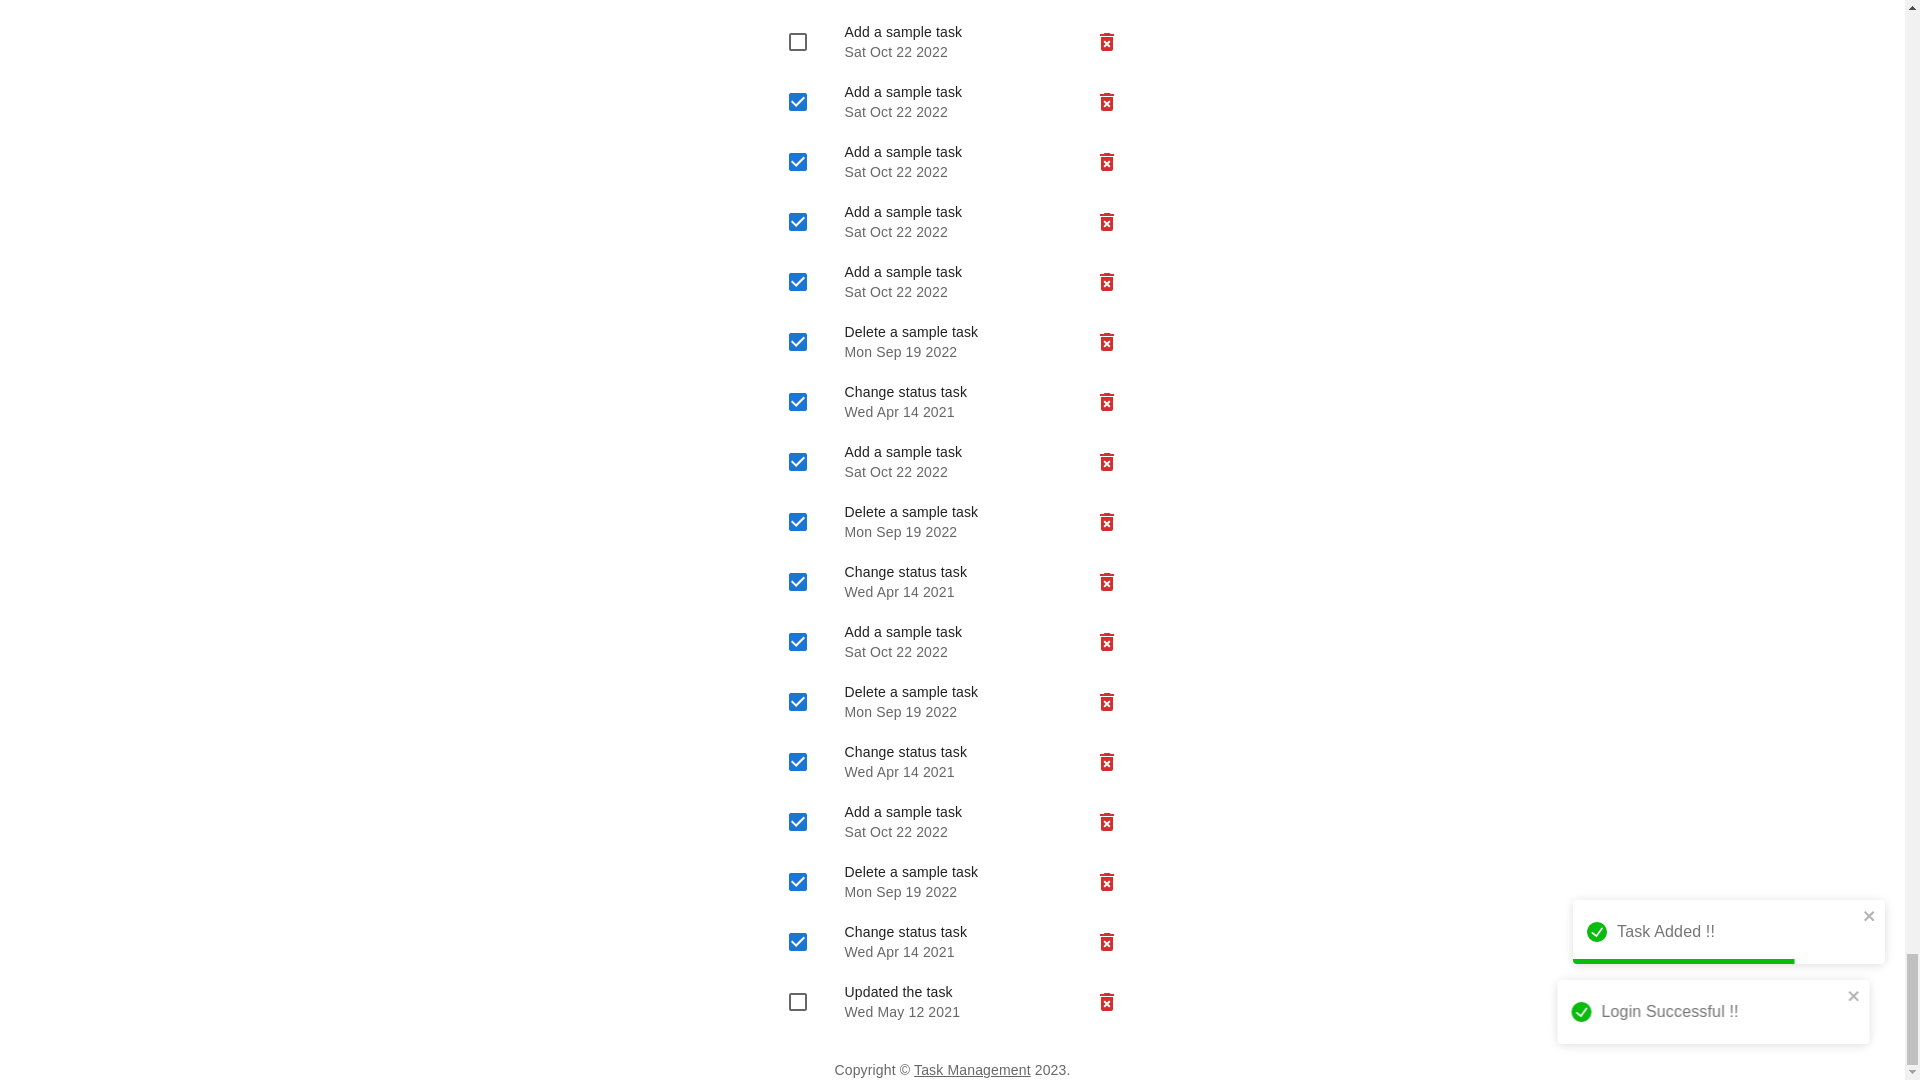 Add a sample task
Sat Oct 22 2022
Add a sample task
Sat Oct 22 2022
Add a sample task
Sat Oct 22 2022
Add a sample task
Sat Oct 22 2022
Add a sample task
Sat Oct 22 2022
Delete a sample task
Mon Sep 19 2022
Change status task
Wed Apr 14 2021
Add a sample task
Sat Oct 22 2022
Delete a sample task
Mon Sep 19 2022
Change status task
Wed Apr 14 2021
Add a sample task
Sat Oct 22 2022
Delete a sample task
Mon Sep 19 2022
Change status task
Wed Apr 14 2021
Add a sample task
Sat Oct 22 2022
Delete a sample task
Mon Sep 19 2022
Change status task
Wed Apr 14 2021
Updated the task
Wed May 12 2021
Copyright © Task Management 2023.
Task Added !!
Login Successful !!